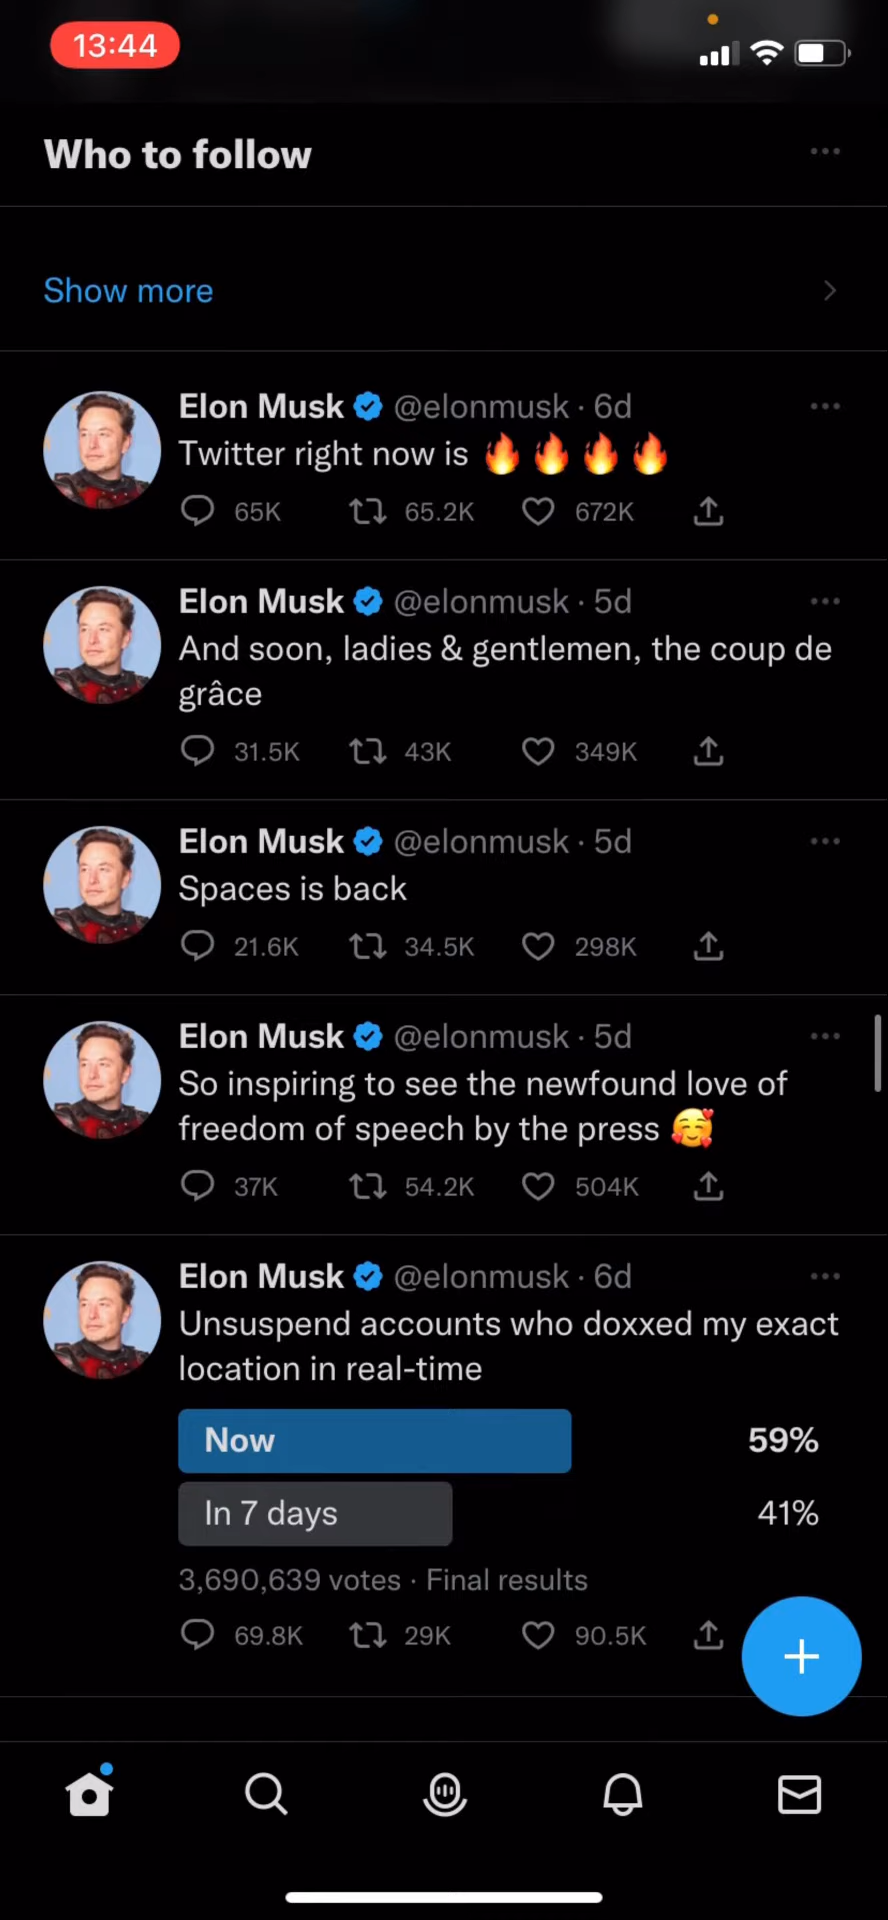 13:44
Who to follow
Show more
Elon Musk @elonmusk · 6d
Twitter right now is 🔥🔥🔥🔥
65K 65.2K 672K
Elon Musk @elonmusk · 5d
And soon, ladies & gentlemen, the coup de
grâce
31.5K 43K 349K
Elon Musk @elonmusk · 5d
Spaces is back
21.6K 34.5K 298K
Elon Musk @elonmusk · 5d
So inspiring to see the newfound love of
freedom of speech by the press 🥰
37K 54.2K 504K
Elon Musk @elonmusk · 6d
Unsuspend accounts who doxxed my exact
location in real-time
Now 59%
In 7 days 41%
3,690,639 votes · Final results
69.8K 29K 90.5K